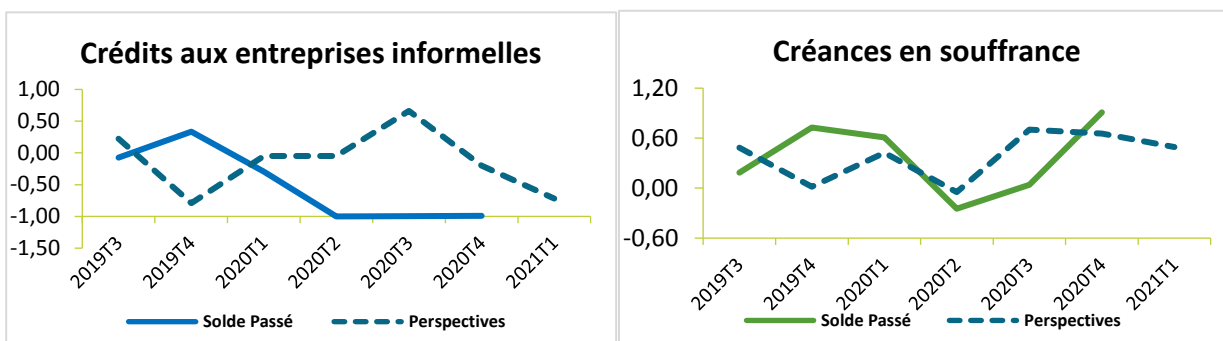 Crédits aux entreprises informelles
1,00
0,50
0,00
-0,50
-1,00
-1,50
2019T3
2019T4
2020T1
2020T2
2020T3
2020T4
2021T1
Solde Passé
Perspectives
Créances en souffrance
1,20
0,60
0,00
-0,60
2019T3
2019T4
2020T1
2020T2
2020T3
2020T4
2021T1
Solde Passé
Perspectives